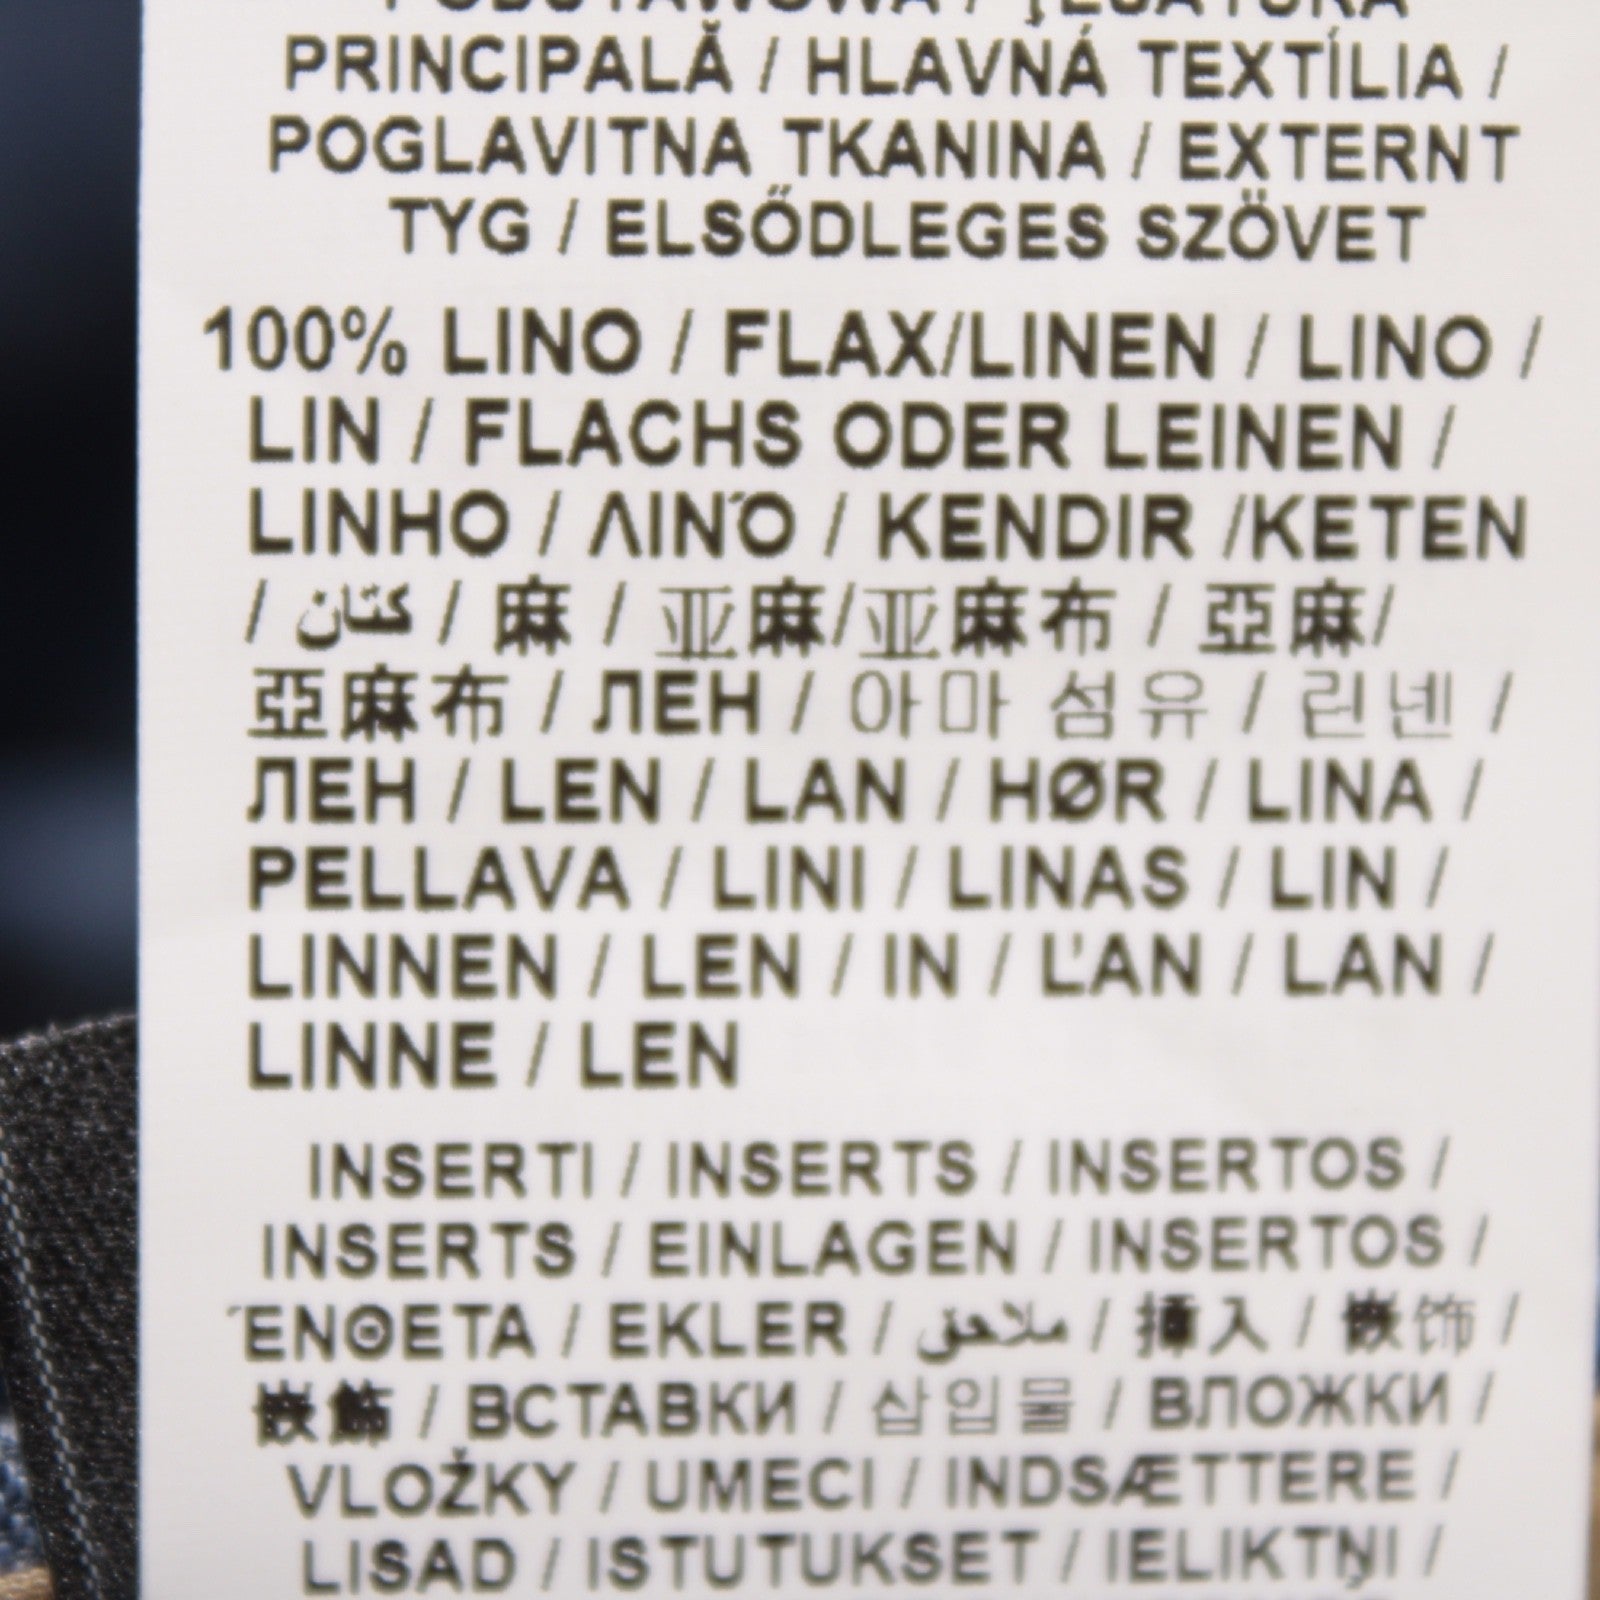 PODSTAWOWA / ŢESĂTURĂ
PRINCIPALĂ / HLAVNÁ TEXTÍLIA /
POGLAVITNA TKANINA / EXTERNT
TYG / ELSŐDLEGES SZÖVET
100% LINO / FLAX/LINEN / LINO /
LIN / FLACHS ODER LEINEN /
LINHO / ΛΙΝΌ / KENDIR /KETEN
/ كتان / 麻 / 亚麻/亚麻布 / 亞麻/
亞麻布 / ЛЕН / 아마 섬유 / 린넨 /
ЛЕН / LEN / LAN / HØR / LINA /
PELLAVA / LINI / LINAS / LIN /
LINNEN / LEN / IN / ĽAN / LAN /
LINNE / LEN
INSERTI / INSERTS / INSERTOS /
INSERTS / EINLAGEN / INSERTOS /
ΈΝΘΕΤΑ / EKLER / ملاحق / 挿入 / 嵌饰 /
嵌飾 / ВСТАВКИ / 삽입물 / ВЛОЖКИ /
VLOŽKY / UMECI / INDSÆTTERE /
LISAD / ISTUTUKSET / IELIKTŅI /